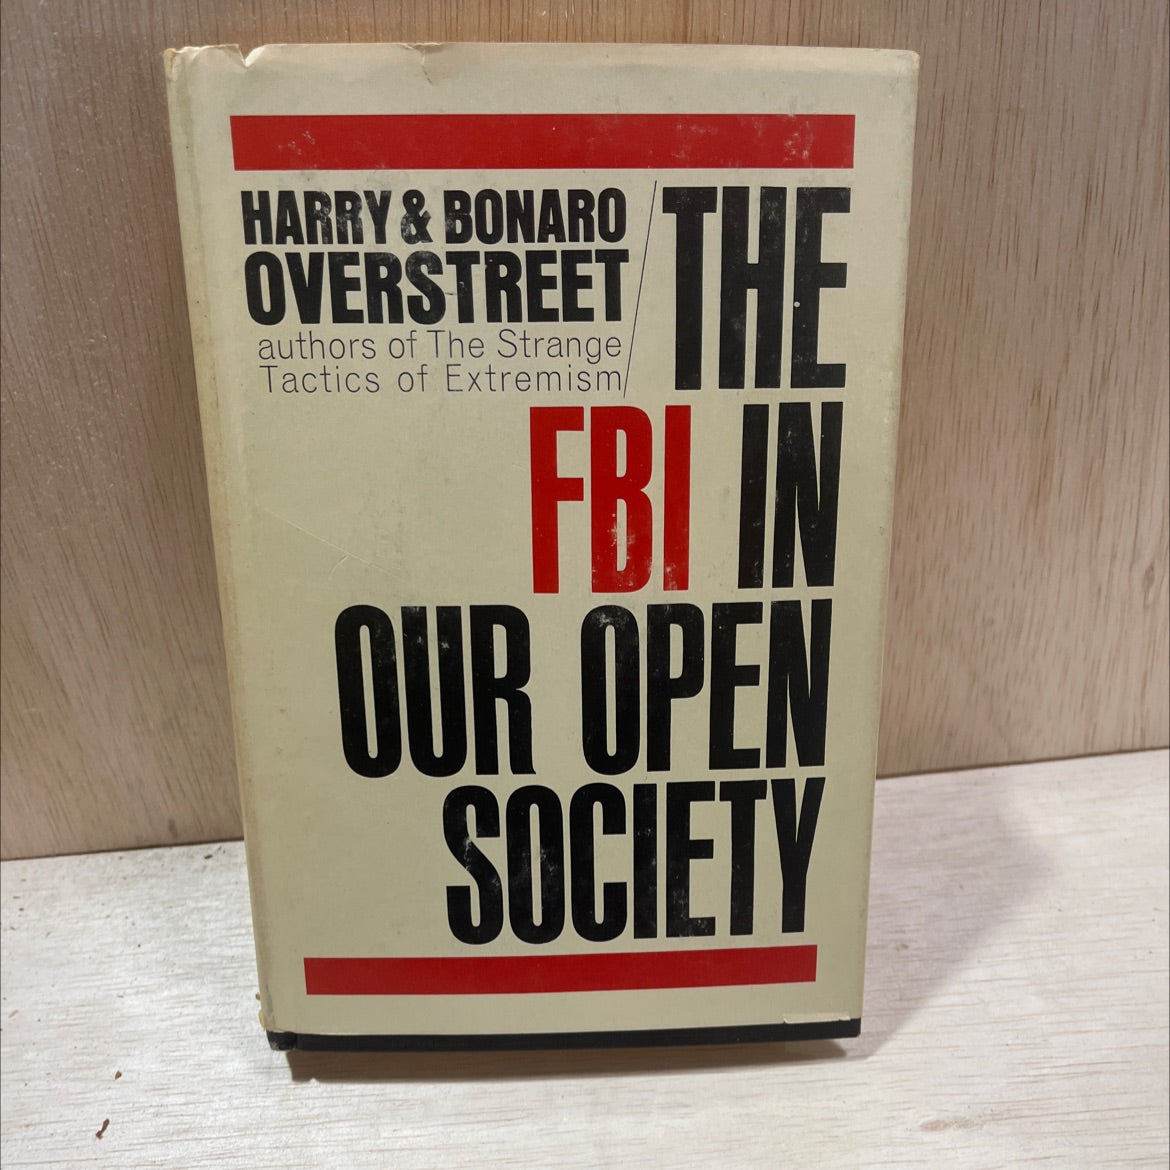 HARRY & BONARO
OVERSTREET
authors of The Strange
Tactics of Extremism
THE
FBI IN
OUR OPEN
SOCIETY